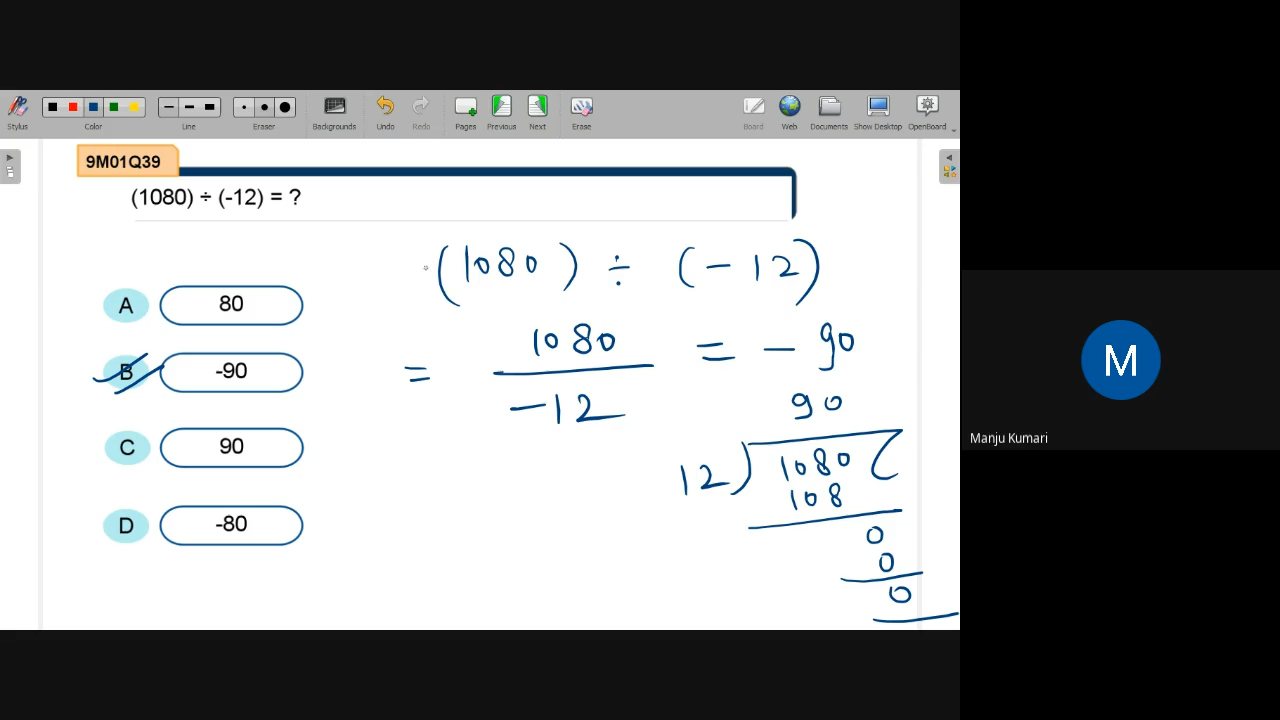 Stylus Color Line Eraser Backgrounds Undo Redo Pages Previous Next Erase Board Web Documents Show Desktop OpenBoard
9M01Q39
(1080) ÷ (-12) = ?
(1080) ÷ (-12)
A 80
= 1080 / -12 = -90
B -90
90
12) 1080 (
108
C 90
0
0
D -80
0
M
Manju Kumari